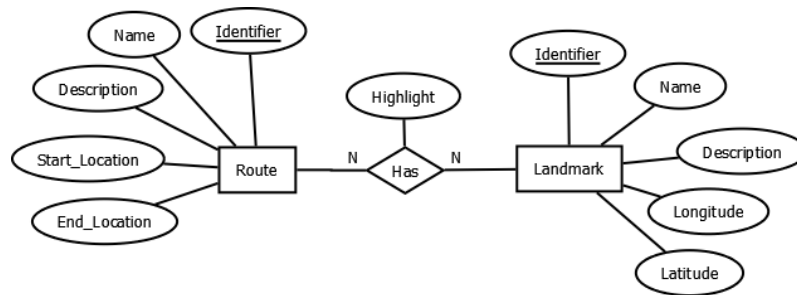 Name
Identifier
Description
Start_Location
End_Location
Route
N
Highlight
Has
N
Identifier
Name
Description
Landmark
Longitude
Latitude